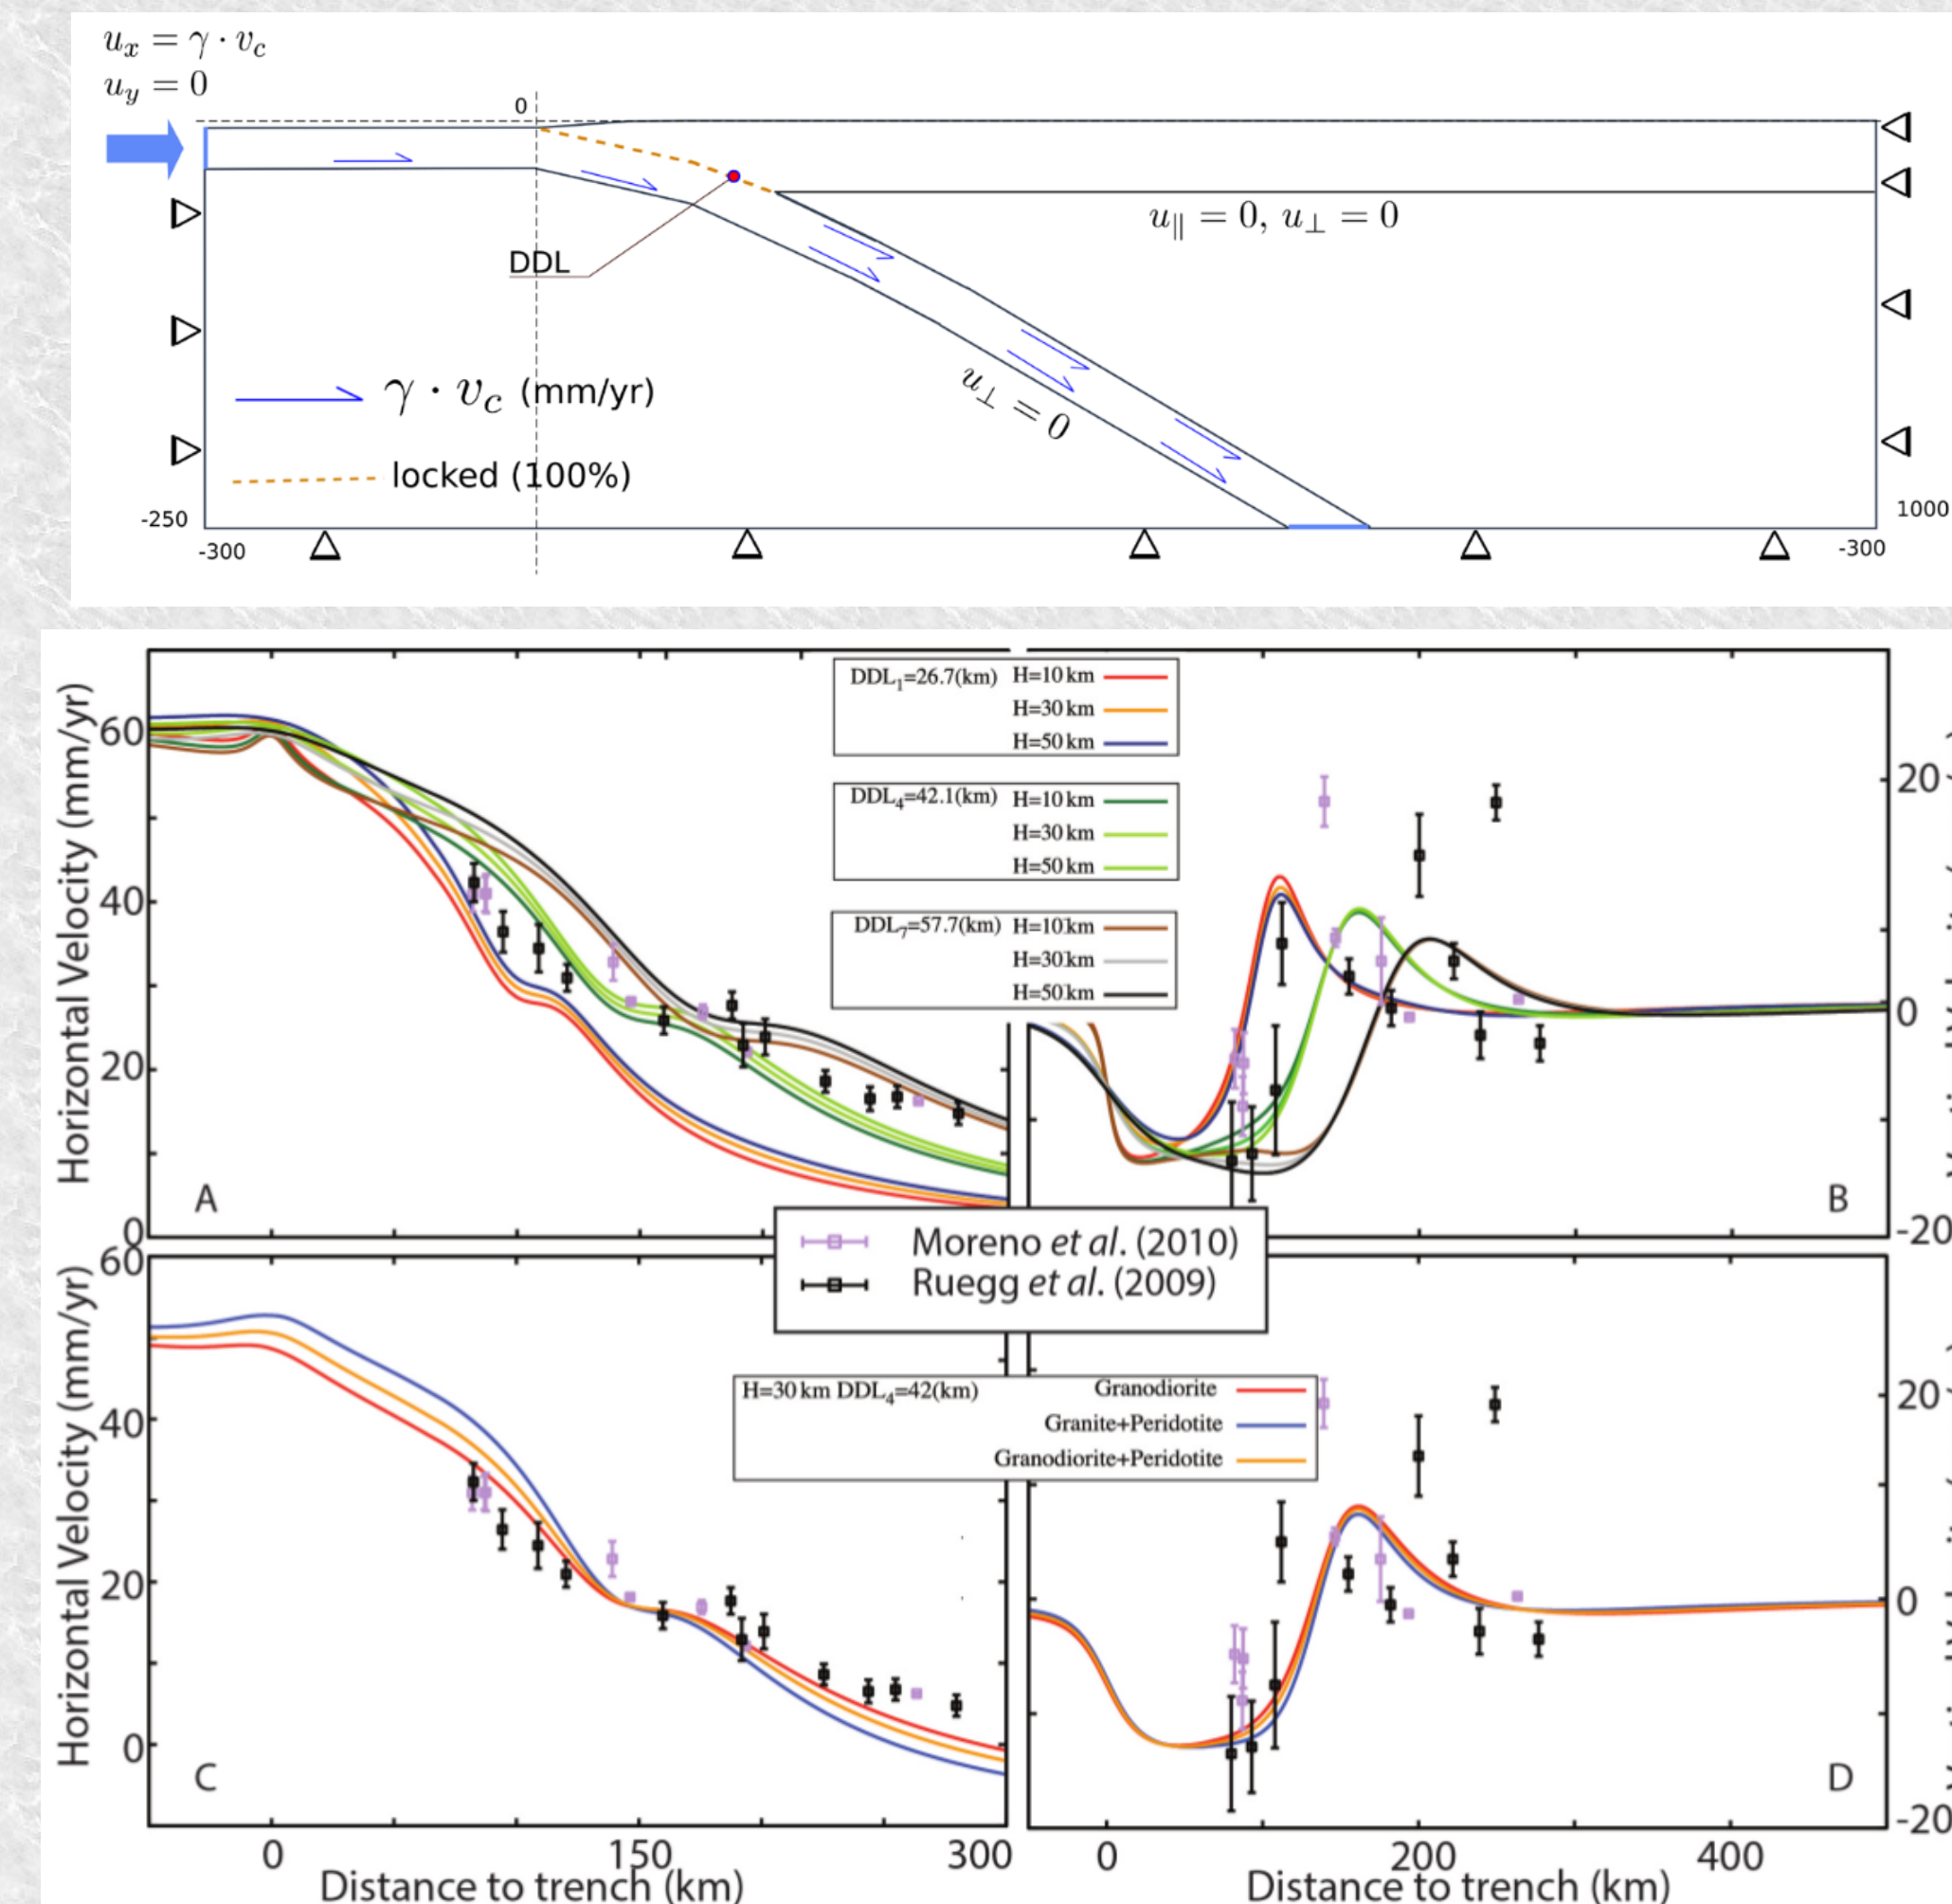 u_x = γ · v_c
u_y = 0
0
DDL
u_∥ = 0, u_⊥ = 0
u_⊥ = 0
γ · v_c (mm/yr)
locked (100%)
-250
1000
-300
-300
Horizontal Velocity (mm/yr)
60
40
20
0
A
DDL₁=26.7(km) H=10 km
H=30 km
H=50 km
DDL₄=42.1(km) H=10 km
H=30 km
H=50 km
DDL₇=57.7(km) H=10 km
H=30 km
H=50 km
20
0
-20
B
Moreno et al. (2010)
Ruegg et al. (2009)
Horizontal Velocity (mm/yr)
60
40
20
0
C
H=30 km DDL₄=42(km) Granodiorite
Granite+Peridotite
Granodiorite+Peridotite
20
0
-20
D
0 150 300
Distance to trench (km)
0 200 400
Distance to trench (km)